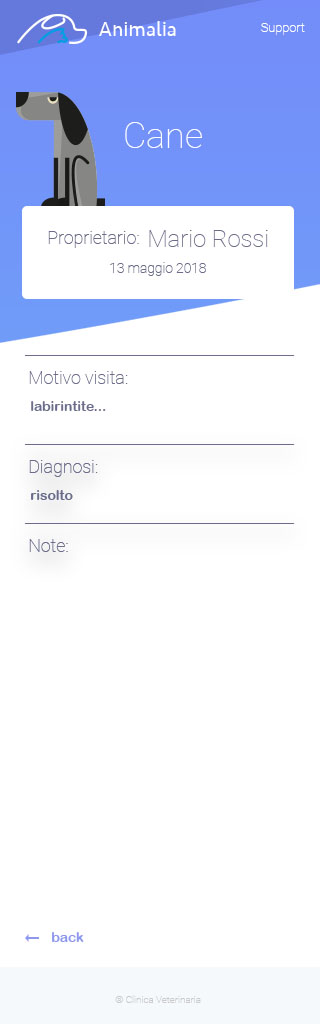 Animalia
Support
Cane
Proprietario: Mario Rossi
13 maggio 2018
Motivo visita:
labirintite...
Diagnosi:
risolto
Note:
← back
© Clinica Veterinaria